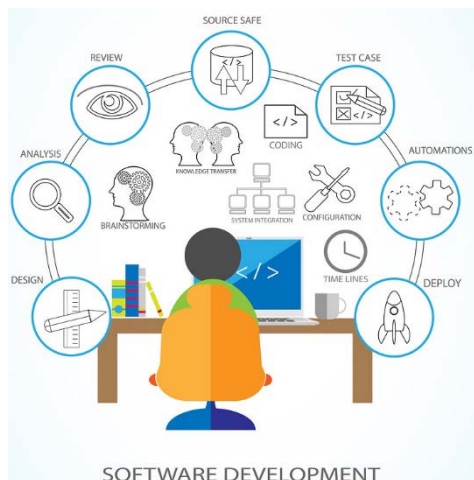 SOURCE SAFE
REVIEW
TEST CASE
</>
CODING
KNOWLEDGE TRANSFER
ANALYSIS
AUTOMATIONS
BRAINSTORMING
SYSTEM INTEGRATION
CONFIGURATION
</>
TIME LINES
DESIGN
DEPLOY
</>
</>
SOFTWARE DEVELOPMENT